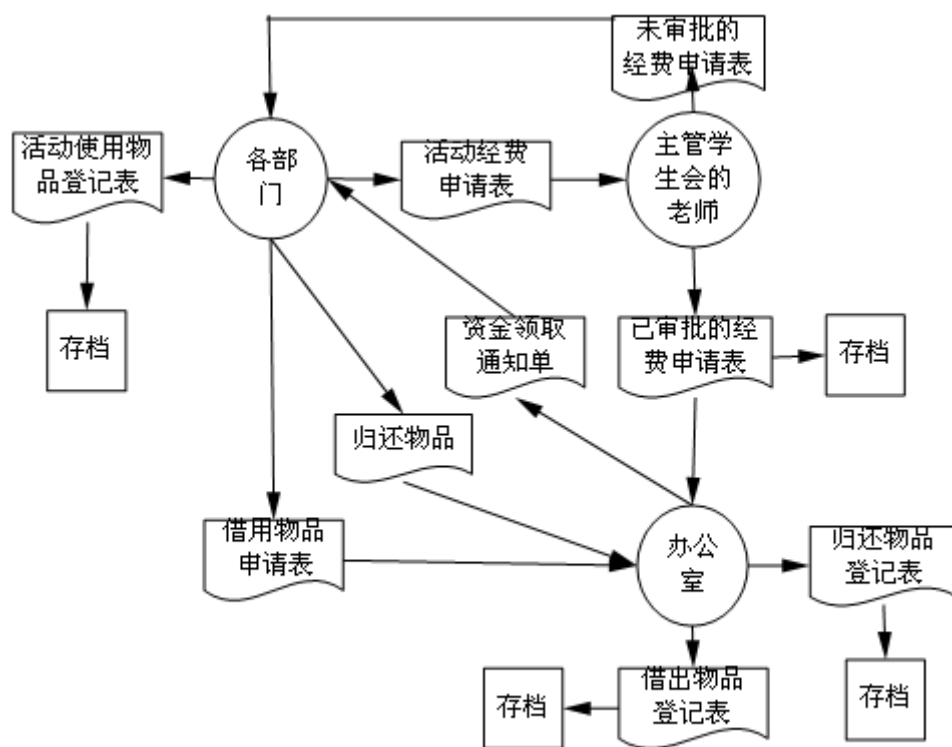 未审批的
经费申请表
活动使用物
品登记表
各部
门
活动经费
申请表
主管学
生会的
老师
存档
资金领取
通知单
已审批的经
费申请表
存档
归还物品
借用物品
申请表
办公
室
归还物品
登记表
存档
借出物品
登记表
存档